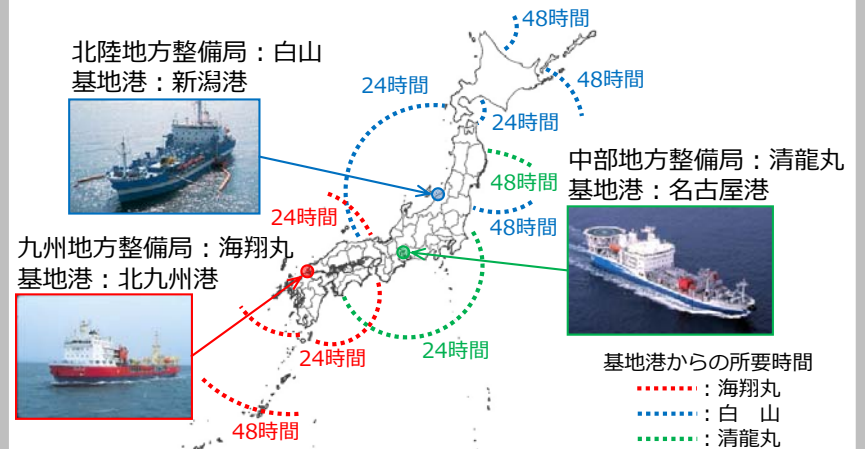 北陸地方整備局：白山
基地港：新潟港
48時間
24時間
48時間
24時間
中部地方整備局：清龍丸
基地港：名古屋港
48時間
48時間
24時間
九州地方整備局：海翔丸
基地港：北九州港
24時間
24時間
48時間
基地港からの所要時間
：海翔丸
：白　山
：清龍丸